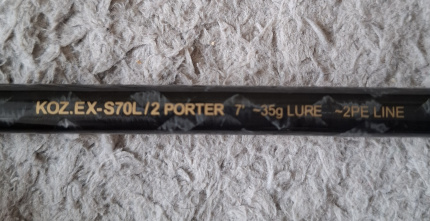 KOZ.EX-S70L/2 PORTER 7' ~35g LURE ~2PE LINE